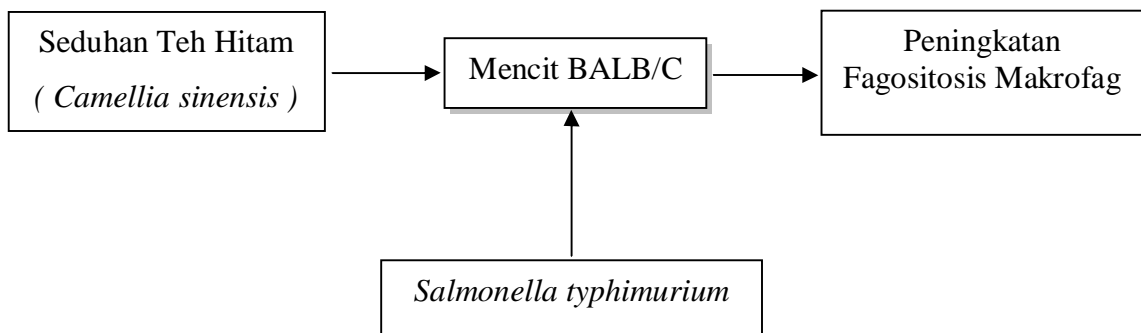 Seduhan Teh Hitam
( Camellia sinensis )
Mencit BALB/C
Peningkatan
Fagositosis Makrofag
Salmonella typhimurium